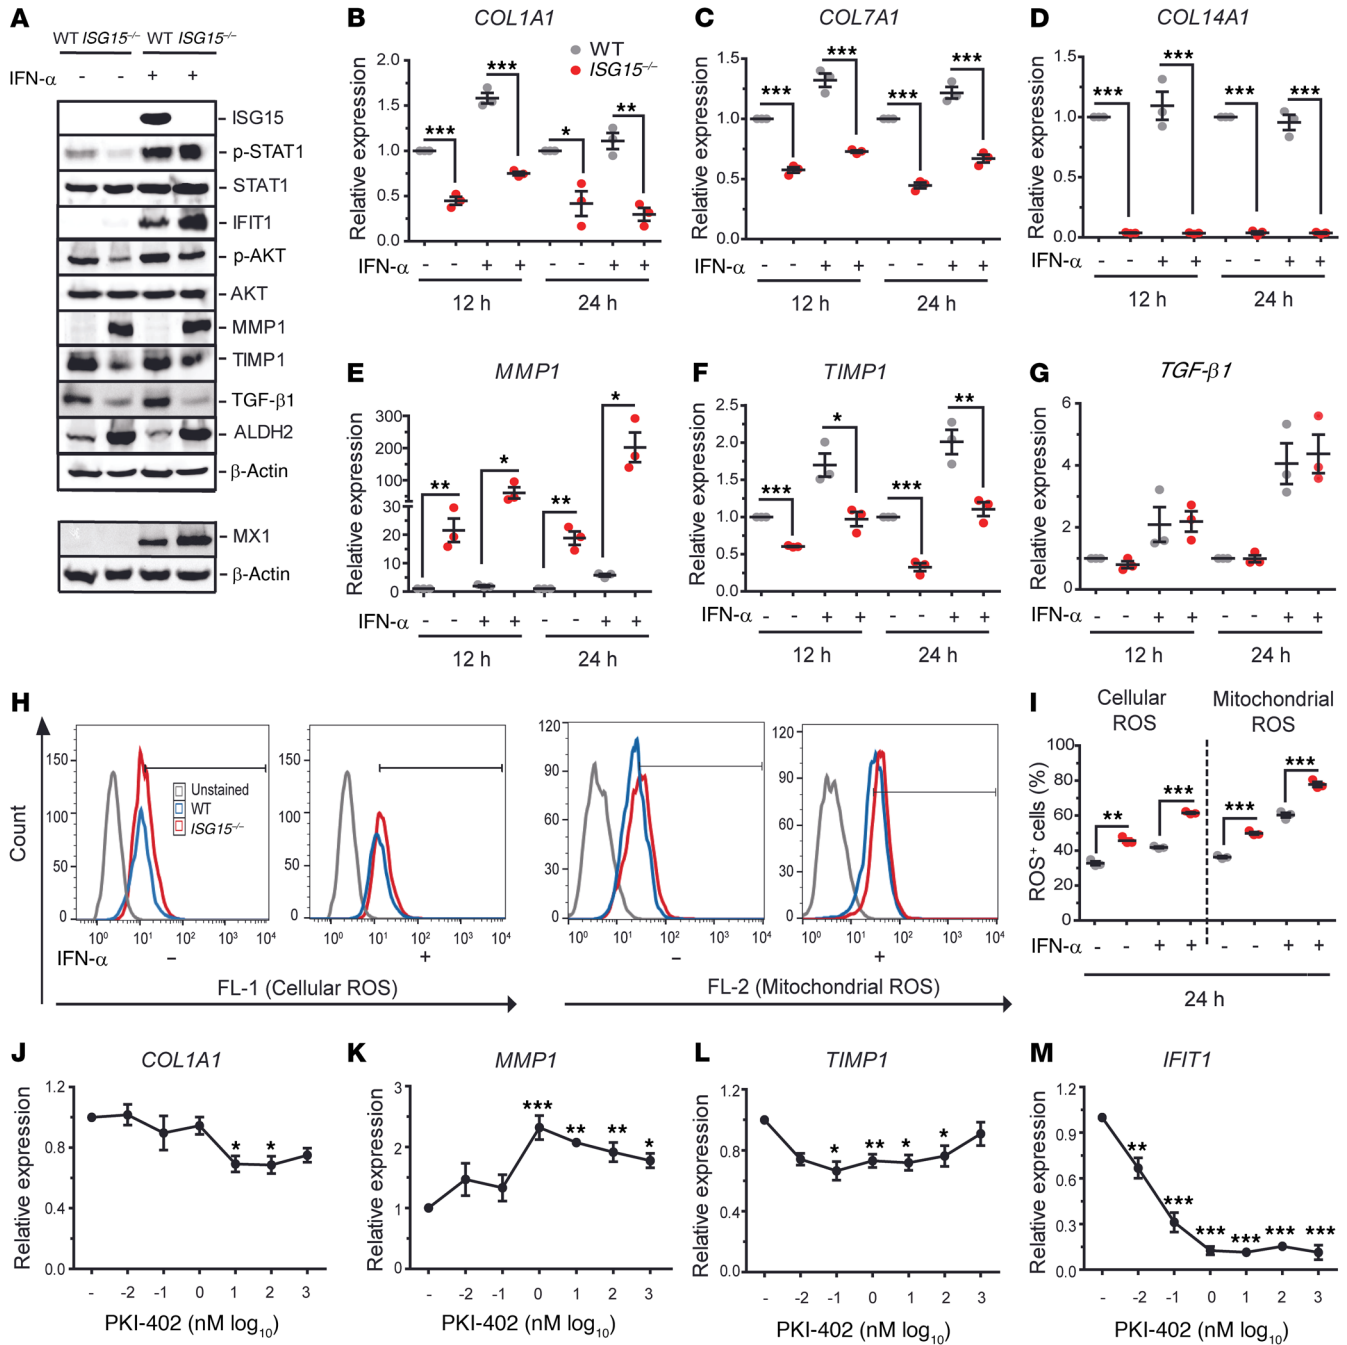 A
WT ISG15–/– WT ISG15–/–
IFN-α - - + +
ISG15
p-STAT1
STAT1
IFIT1
p-AKT
AKT
MMP1
TIMP1
TGF-β1
ALDH2
β-Actin
MX1
β-Actin
B
COL1A1
WT
ISG15–/–
Relative expression
2.0
1.5
1.0
0.5
0.0
*** *** * **
IFN-α - - + + - - + +
12 h 24 h
C
COL7A1
Relative expression
1.5
1.0
0.5
0.0
*** *** *** ***
IFN-α - - + + - - + +
12 h 24 h
D
COL14A1
Relative expression
1.5
1.0
0.5
0.0
*** *** *** ***
IFN-α - - + + - - + +
12 h 24 h
E
MMP1
Relative expression
300
200
100
30
20
10
0
** * ** *
IFN-α - - + + - - + +
12 h 24 h
F
TIMP1
Relative expression
2.5
2.0
1.5
1.0
0.5
0.0
*** * *** **
IFN-α - - + + - - + +
12 h 24 h
G
TGF-β1
Relative expression
6
4
2
0
IFN-α - - + + - - + +
12 h 24 h
H
Count
150
100
50
0
Unstained
WT
ISG15–/–
100 101 102 103 104
150
100
50
0
100 101 102 103 104
120
90
60
30
0
100 101 102 103 104
120
90
60
30
0
100 101 102 103 104
IFN-α − + − +
FL-1 (Cellular ROS)
FL-2 (Mitochondrial ROS)
I
Cellular ROS
Mitochondrial ROS
ROS+ cells (%)
100
80
60
40
20
0
** *** *** ***
IFN-α - - + + - - + +
24 h
J
COL1A1
Relative expression
1.2
0.8
0.4
0.0
* *
- -2 -1 0 1 2 3
PKI-402 (nM log10)
K
MMP1
Relative expression
3
2
1
0
*** ** ** *
- -2 -1 0 1 2 3
PKI-402 (nM log10)
L
TIMP1
Relative expression
1.2
0.8
0.4
0.0
* ** * *
- -2 -1 0 1 2 3
PKI-402 (nM log10)
M
IFIT1
Relative expression
1.2
0.9
0.6
0.3
0.0
** *** *** *** *** ***
- -2 -1 0 1 2 3
PKI-402 (nM log10)